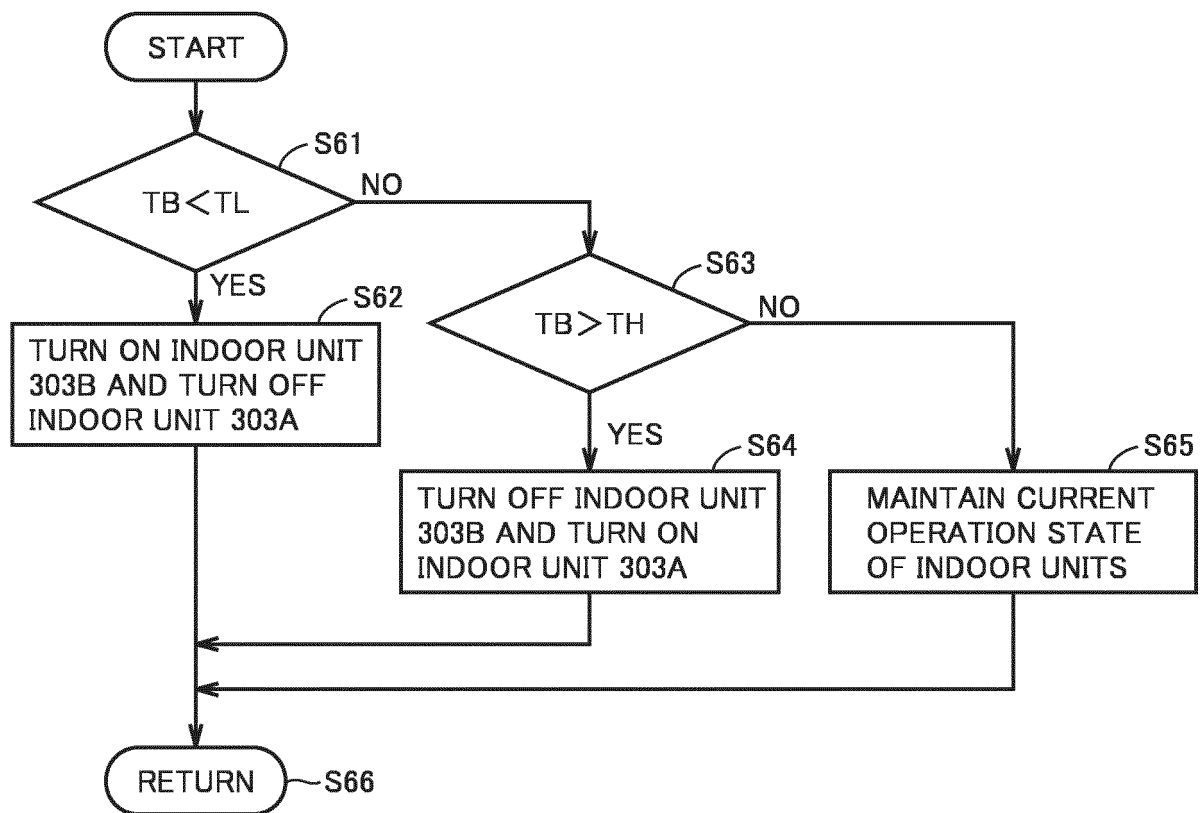 START
S61
TB<TL
NO
YES
S62
TURN ON INDOOR UNIT
303B AND TURN OFF
INDOOR UNIT 303A
S63
TB>TH
NO
YES
S64
TURN OFF INDOOR UNIT
303B AND TURN ON
INDOOR UNIT 303A
S65
MAINTAIN CURRENT
OPERATION STATE
OF INDOOR UNITS
RETURN
S66